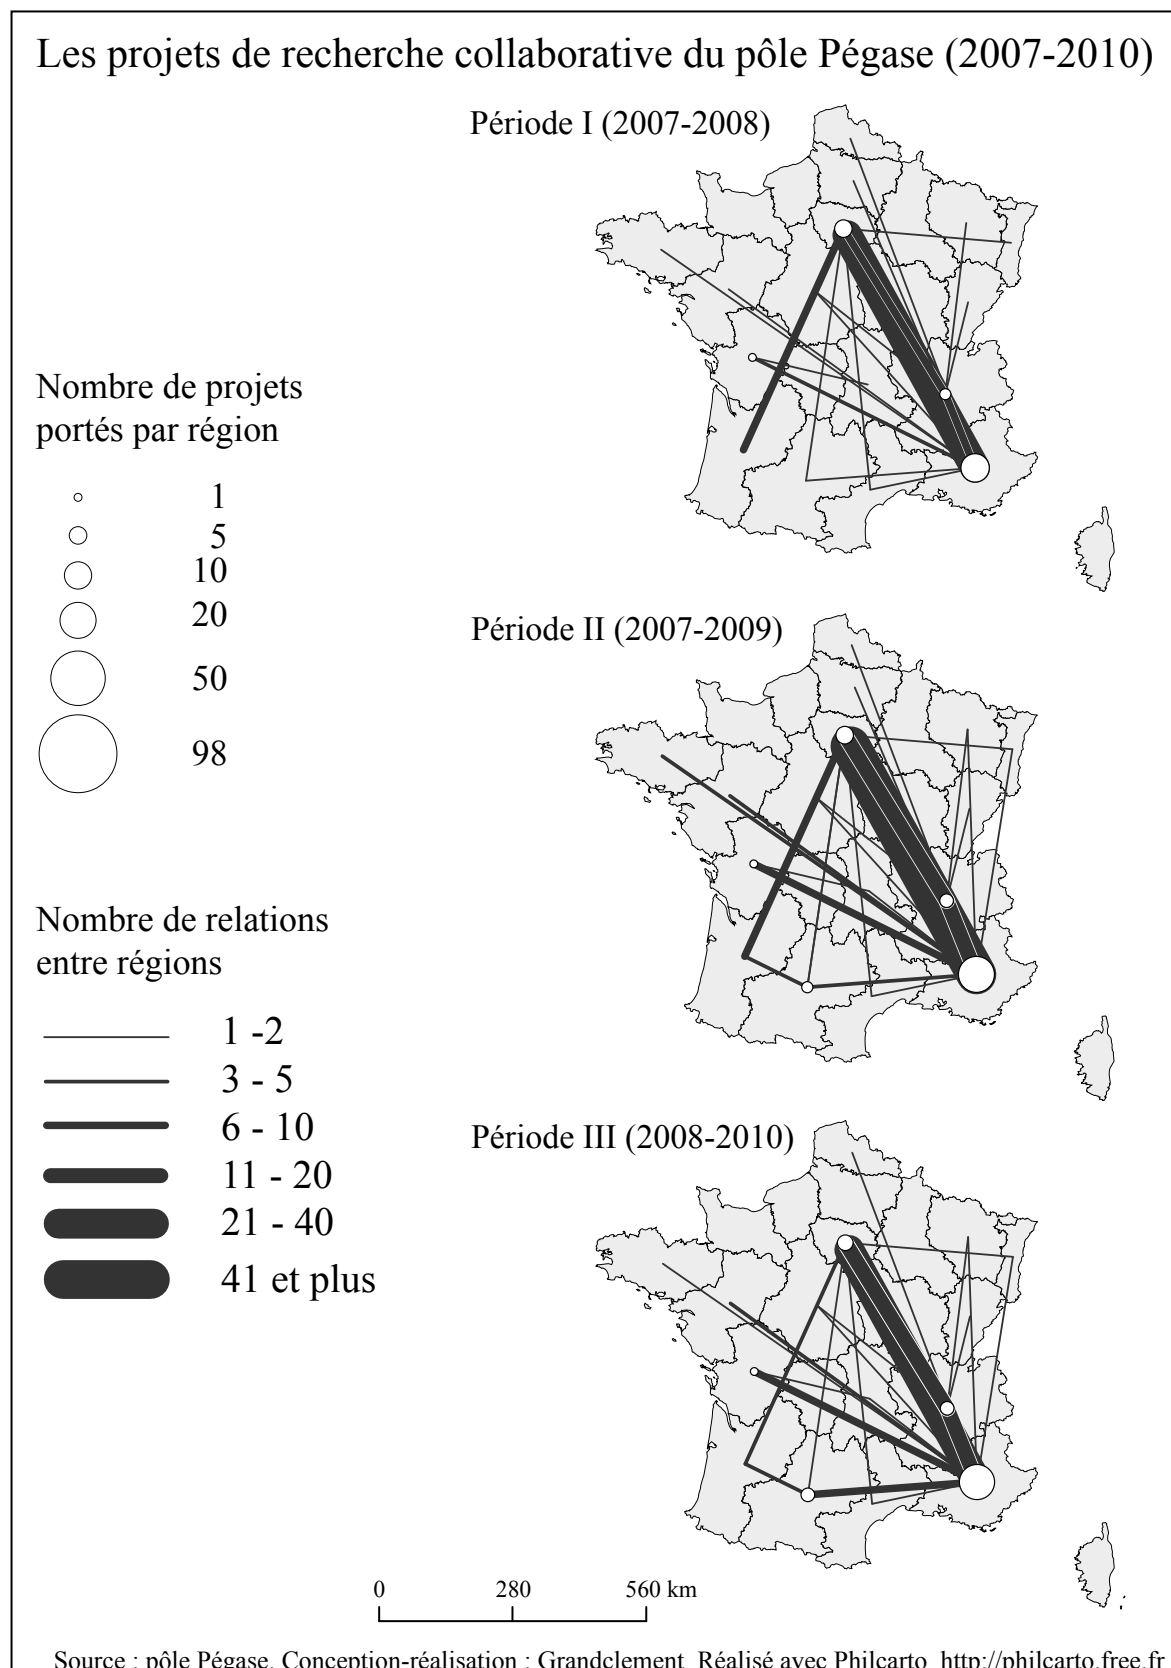 Les projets de recherche collaborative du pôle Pégase (2007-2010)
Période I (2007-2008)
Nombre de projets
portés par région
1
5
10
20
50
98
Période II (2007-2009)
Nombre de relations
entre régions
1 -2
3 - 5
6 - 10
11 - 20
21 - 40
41 et plus
Période III (2008-2010)
0 280 560 km
Source : pôle Pégase. Conception-réalisation : Grandclement Réalisé avec Philcarto http://philcarto.free.fr